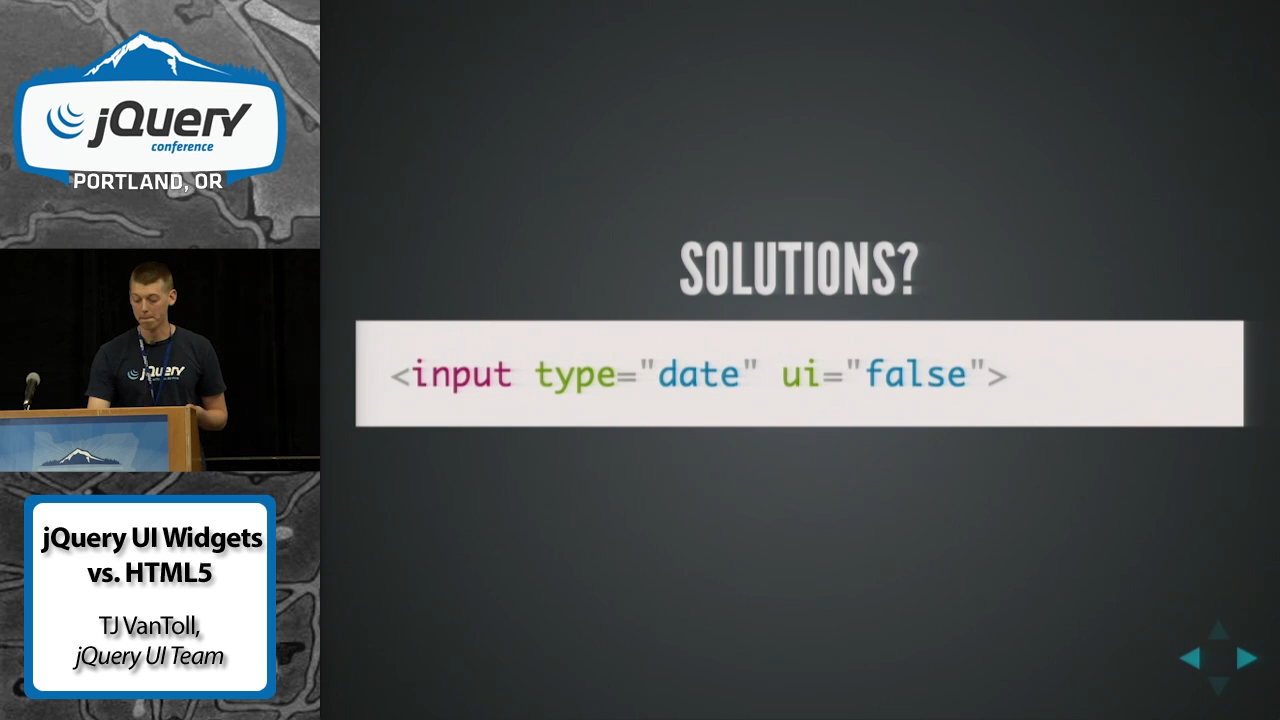 jQuery
conference
PORTLAND, OR
jQuery
jQuery UI Widgets
vs. HTML5
TJ VanToll,
jQuery UI Team
SOLUTIONS?
<input type="date" ui="false">